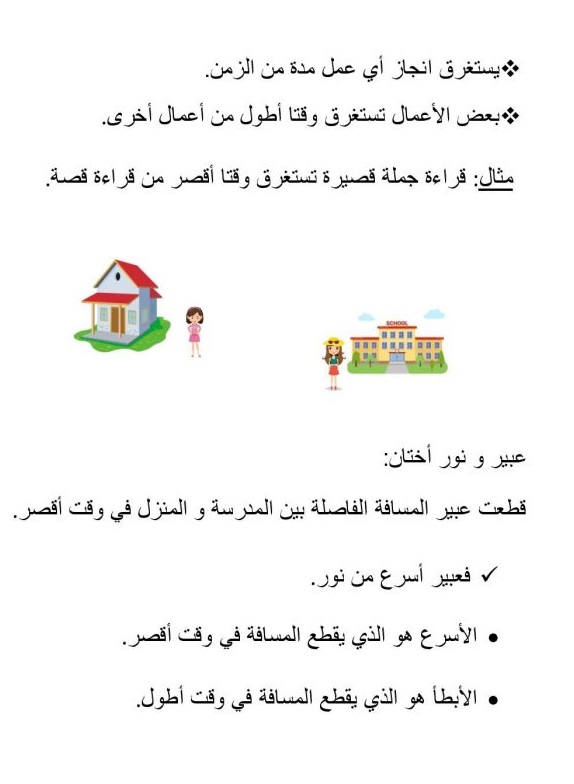 ❖يستغرق انجاز أي عمل مدة من الزمن.
❖بعض الأعمال تستغرق وقتا أطول من أعمال أخرى.
مثال: قراءة جملة قصيرة تستغرق وقتا أقصر من قراءة قصة.
SCHOOL
عبير و نور أختان:
قطعت عبير المسافة الفاصلة بين المدرسة و المنزل في وقت أقصر.
✓ فعبير أسرع من نور.
• الأسرع هو الذي يقطع المسافة في وقت أقصر.
• الأبطأ هو الذي يقطع المسافة في وقت أطول.